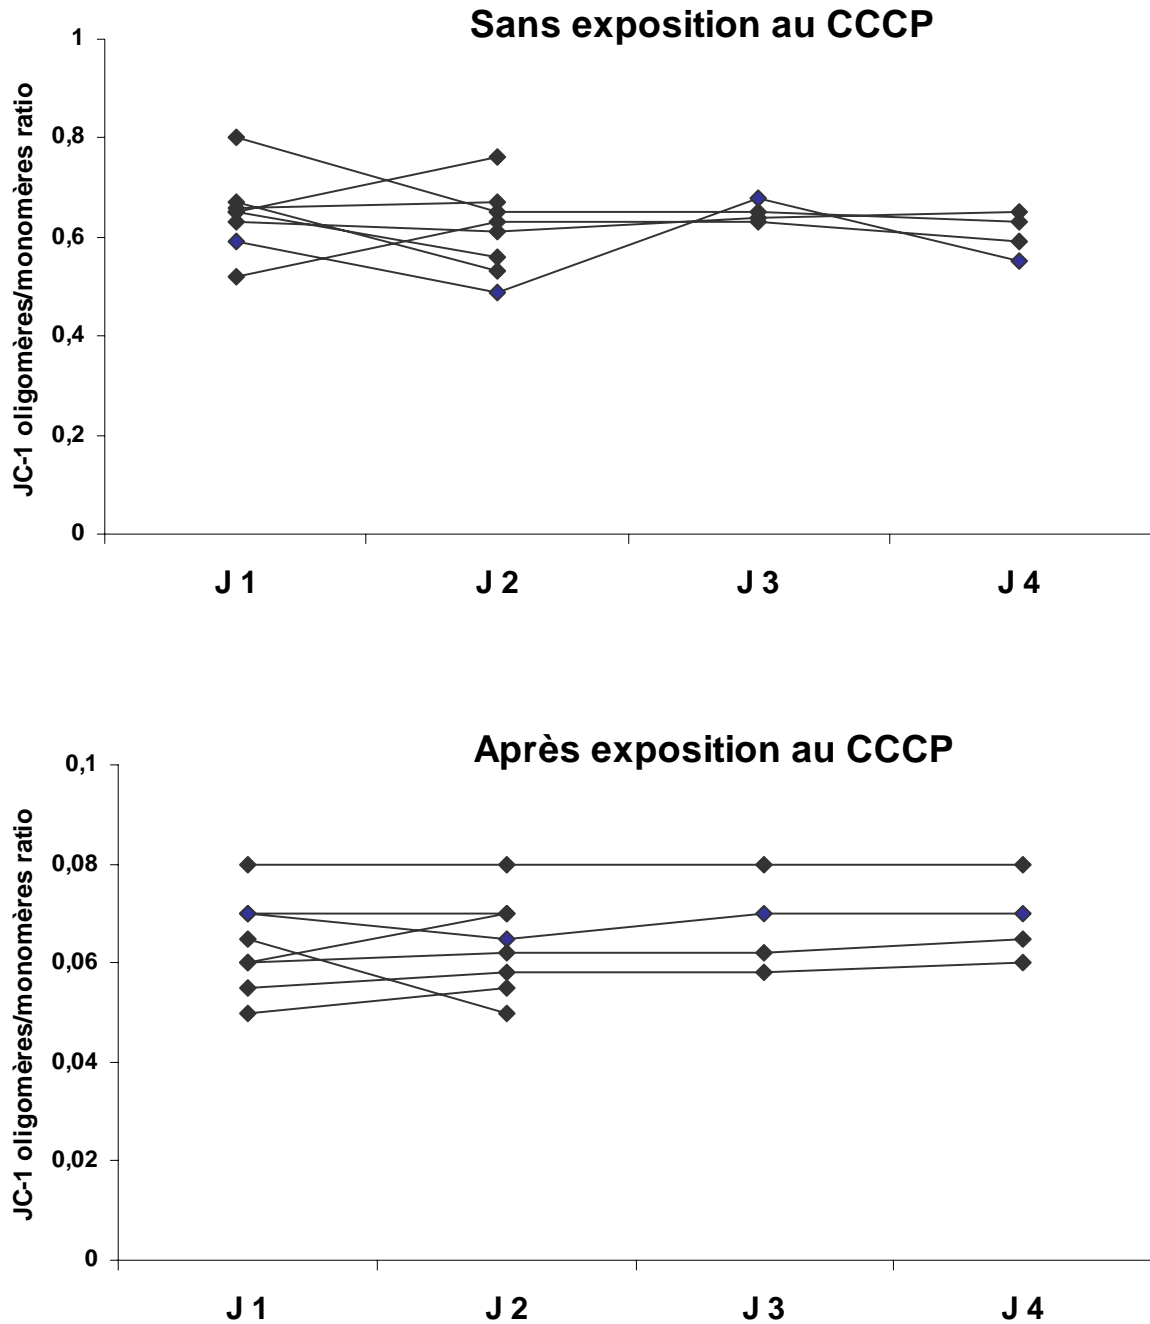 Sans exposition au CCCP
JC-1 oligomères/monomères ratio
1
0,8
0,6
0,4
0,2
0
J 1
J 2
J 3
J 4
Après exposition au CCCP
JC-1 oligomères/monomères ratio
0,1
0,08
0,06
0,04
0,02
0
J 1
J 2
J 3
J 4